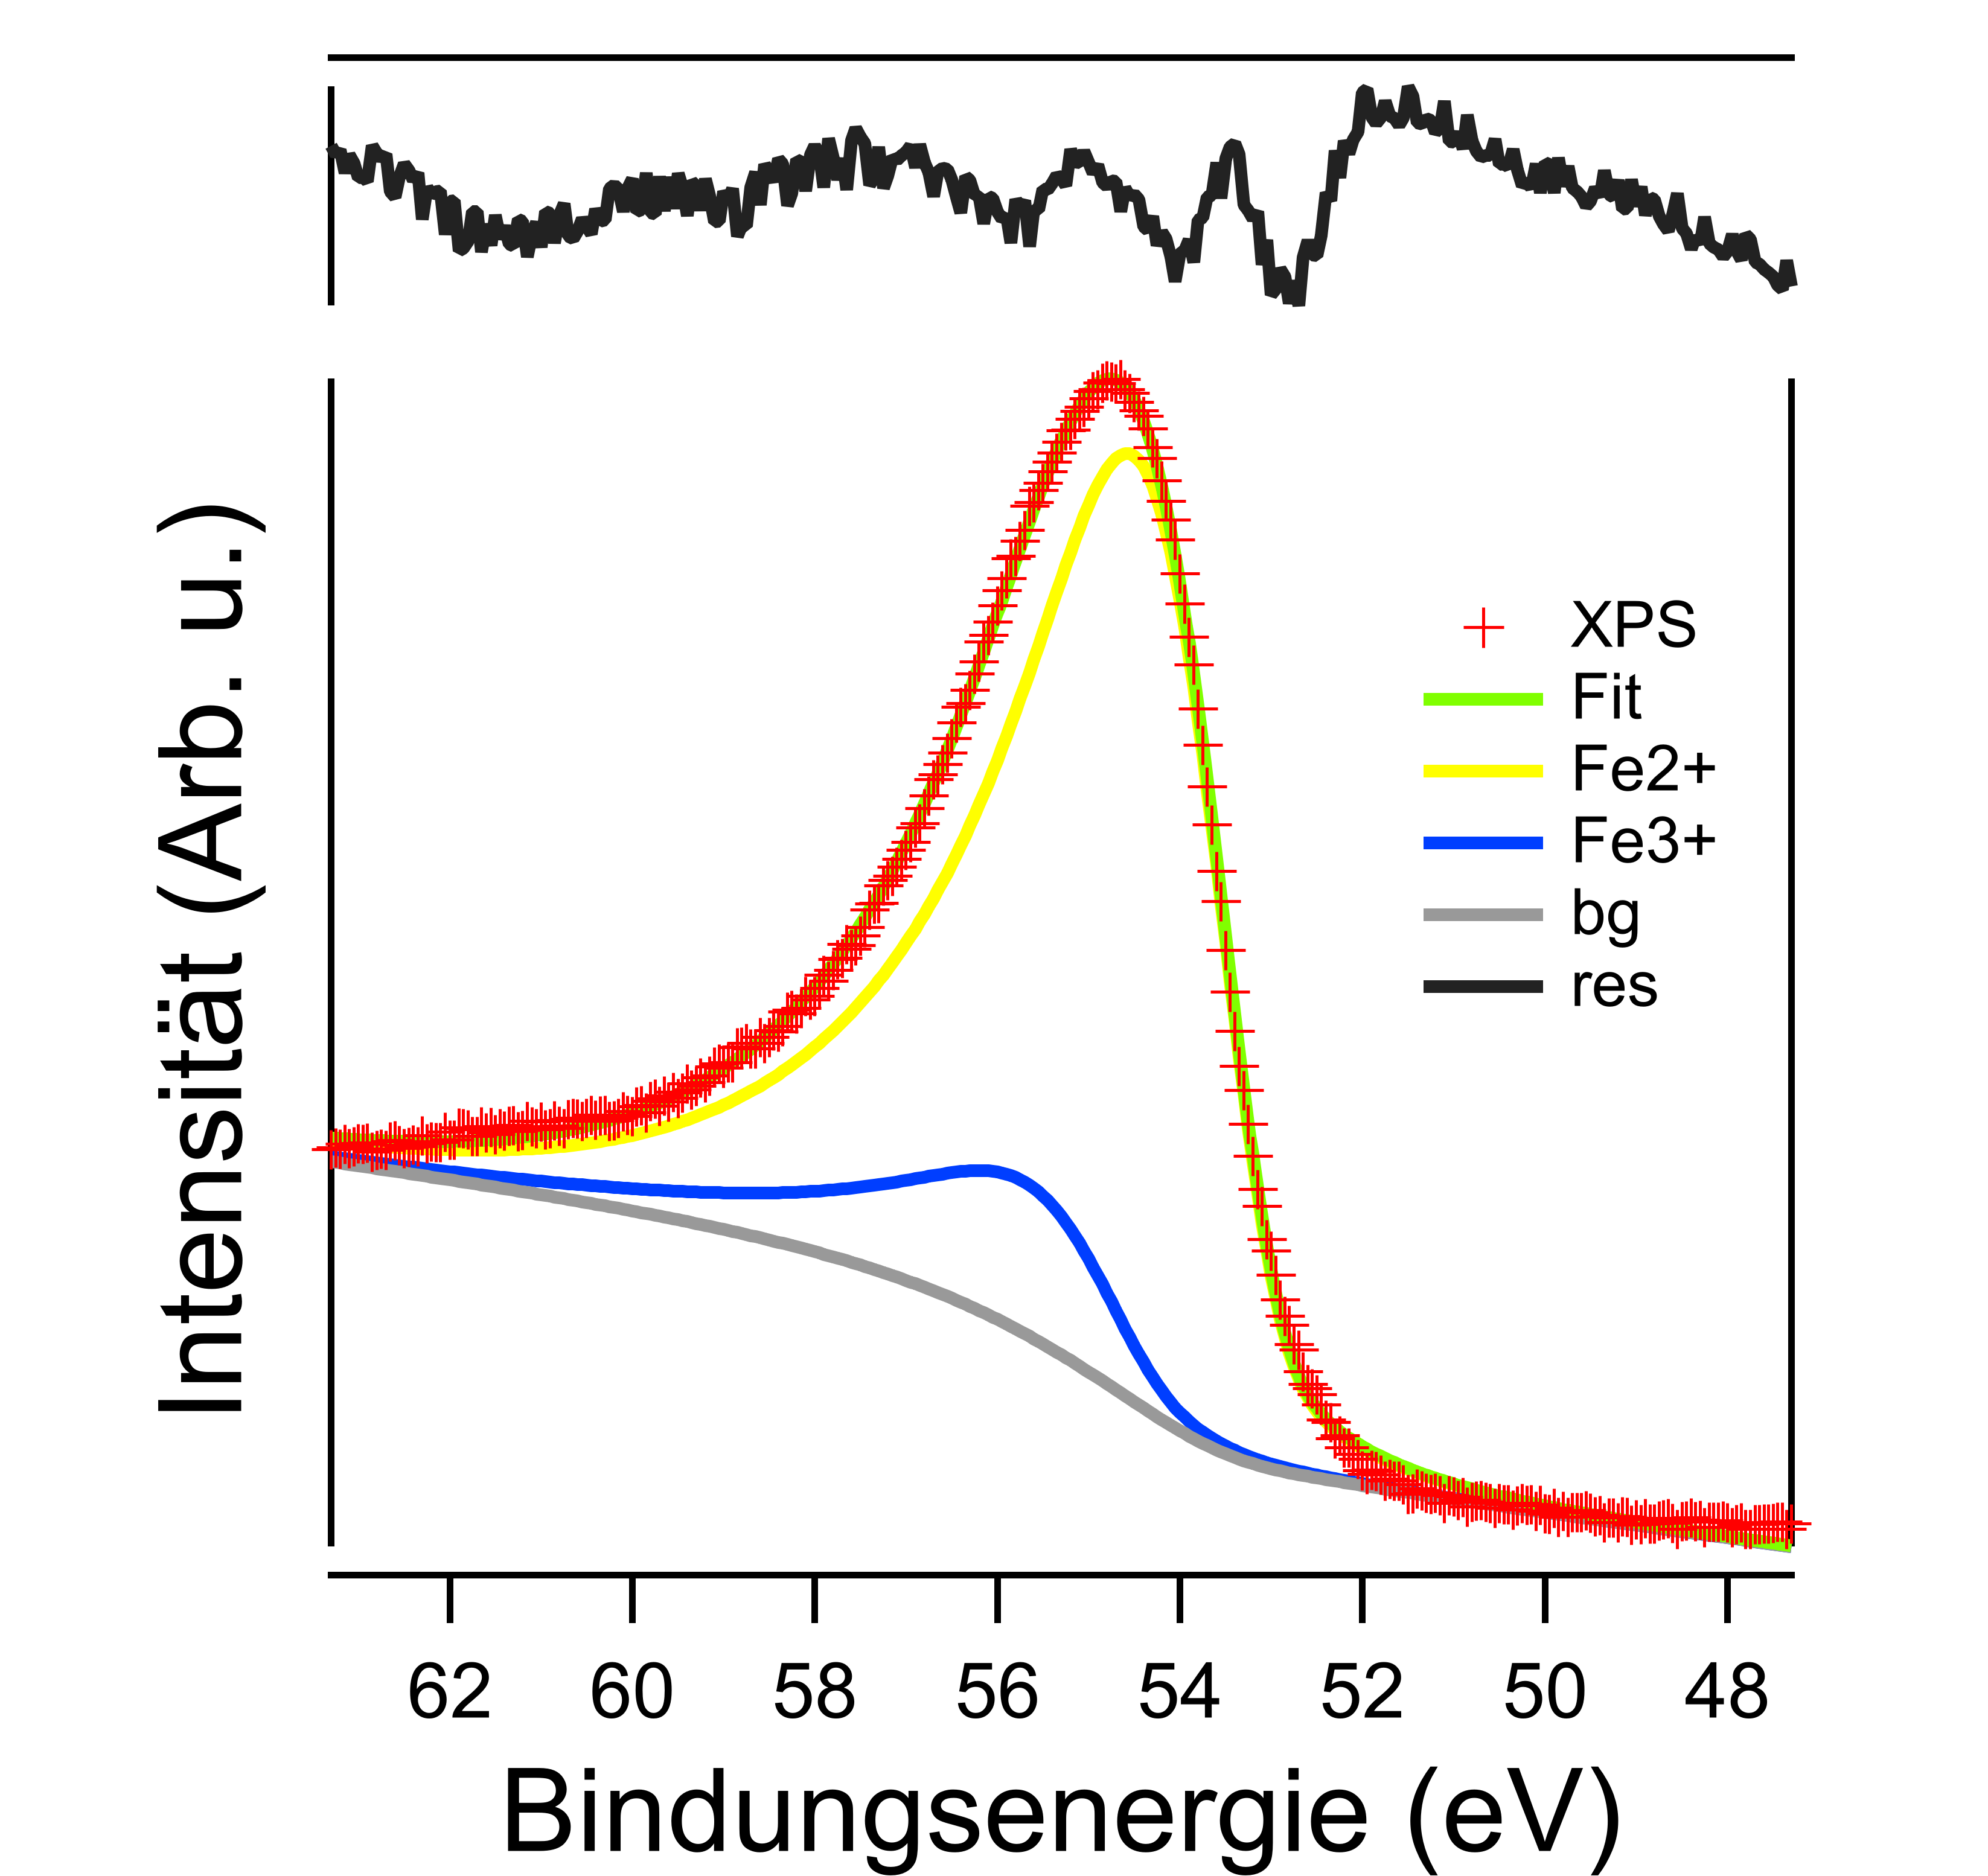 Intensität (Arb. u.)
XPS
Fit
Fe2+
Fe3+
bg
res
62 60 58 56 54 52 50 48
Bindungsenergie (eV)